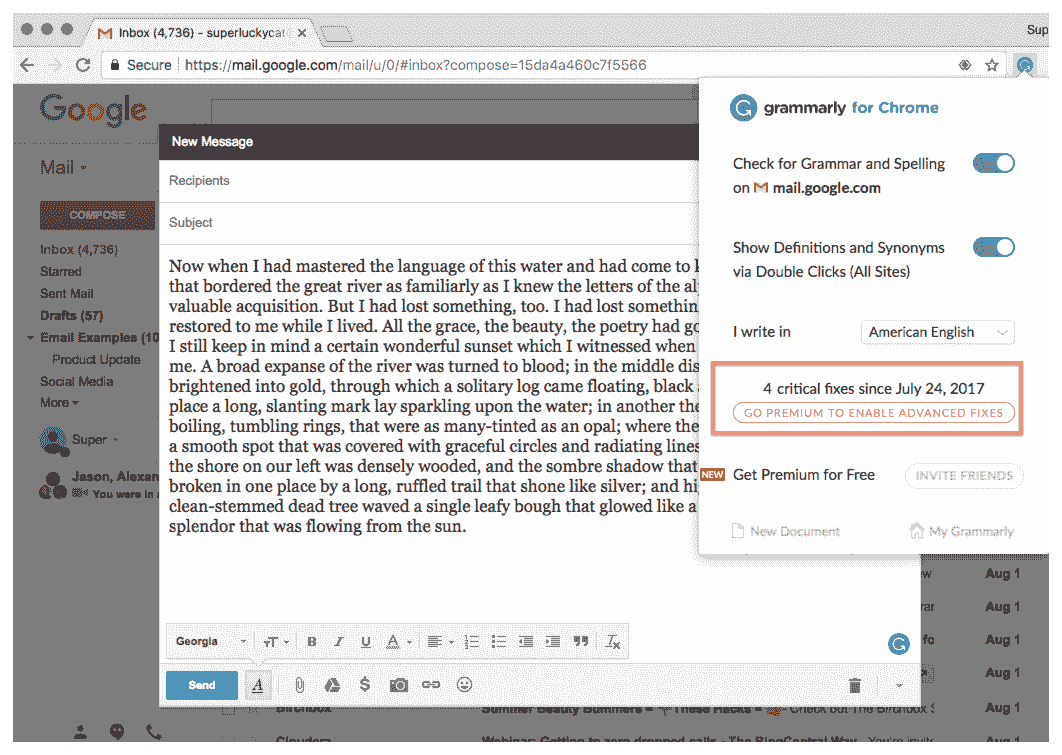 Inbox (4,736) - superluckycat
Sup
Secure
https://mail.google.com/mail/u/0/#inbox?compose=15da4a460c7f5566
Google
Mail
COMPOSE
Inbox (4,736)
Starred
Sent Mail
Drafts (57)
Email Examples (10
Product Update
Social Media
More
Super
Jason, Alexan
You were in a
New Message
Recipients
Subject
Now when I had mastered the language of this water and had come to k
that bordered the great river as familiarly as I knew the letters of the al
valuable acquisition. But I had lost something, too. I had lost somethin
restored to me while I lived. All the grace, the beauty, the poetry had go
I still keep in mind a certain wonderful sunset which I witnessed when
me. A broad expanse of the river was turned to blood; in the middle dis
brightened into gold, through which a solitary log came floating, black
place a long, slanting mark lay sparkling upon the water; in another the
boiling, tumbling rings, that were as many-tinted as an opal; where the
a smooth spot that was covered with graceful circles and radiating lines
the shore on our left was densely wooded, and the sombre shadow that
broken in one place by a long, ruffled trail that shone like silver; and hi
clean-stemmed dead tree waved a single leafy bough that glowed like a
splendor that was flowing from the sun.
Georgia
Send
grammarly for Chrome
Check for Grammar and Spelling
on mail.google.com
Show Definitions and Synonyms
via Double Clicks (All Sites)
I write in
American English
4 critical fixes since July 24, 2017
GO PREMIUM TO ENABLE ADVANCED FIXES
NEW
Get Premium for Free
INVITE FRIENDS
New Document
My Grammarly
Aug 1
Aug 1
fo
Aug 1
Aug 1
Birchbox
Summer Beauty Bummers = These Hacks = - Check out The Birchbox S
Aug 1
Cloudera
Webinar: Getting to zero dropped calls - The RingCentral Way - You're invit
Aug 1